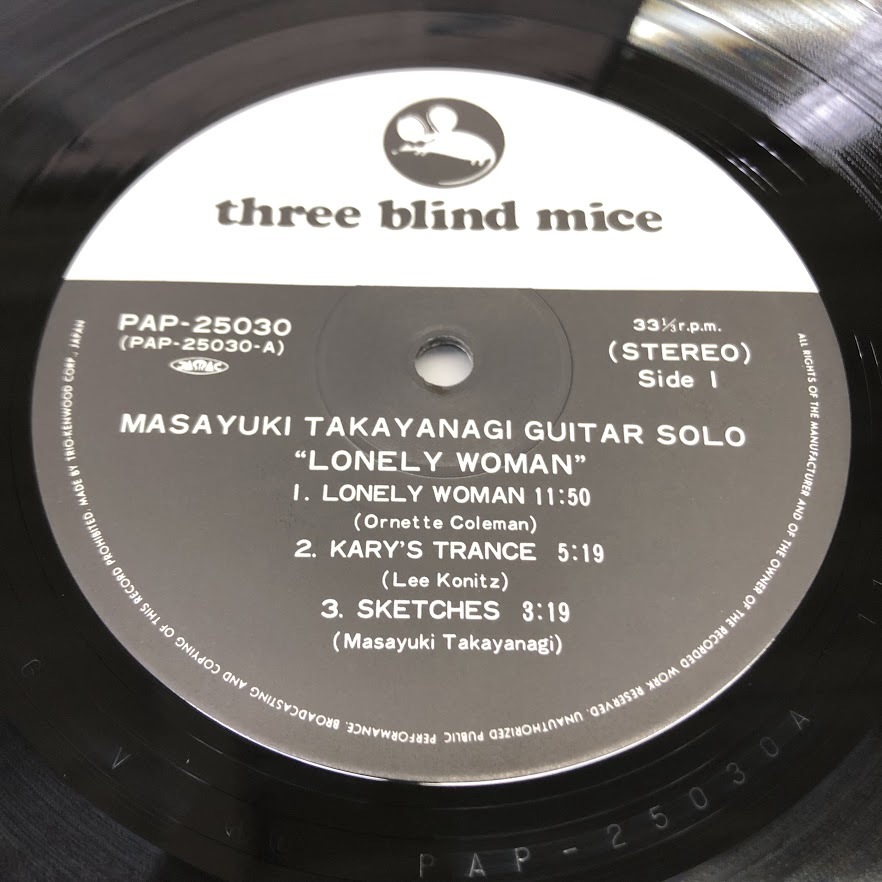 three blind mice
PAP-25030
(PAP-25030-A)
JASRAC
33⅓ r.p.m.
(STEREO)
Side 1
MASAYUKI TAKAYANAGI GUITAR SOLO
“LONELY WOMAN”
1. LONELY WOMAN 11:50
(Ornette Coleman)
2. KARY'S TRANCE 5:19
(Lee Konitz)
3. SKETCHES 3:19
(Masayuki Takayanagi)
ALL RIGHTS OF THE MANUFACTURER AND OF THE OWNER OF THE RECORDED WORK RESERVED. UNAUTHORIZED PUBLIC PERFORMANCE, BROADCASTING AND COPYING OF THIS RECORD PROHIBITED. MADE BY TRIO-KENWOOD CORP., JAPAN
PAP-25030A